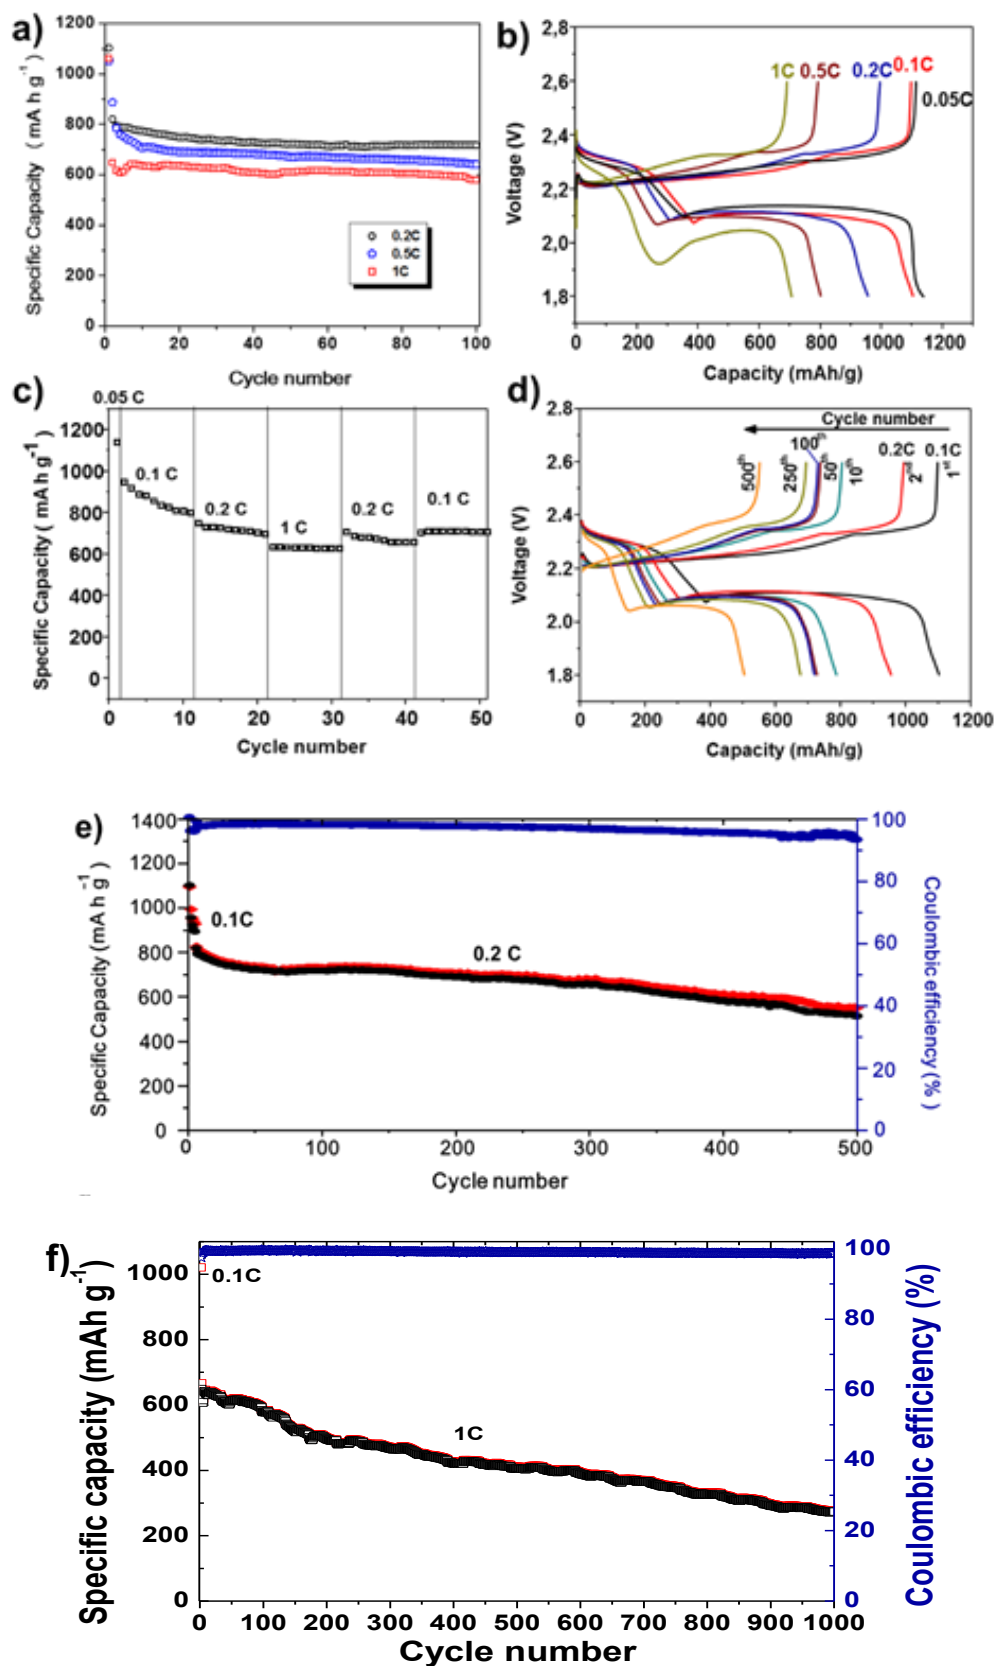 a)
Specific Capacity ( mA h g⁻¹)
1200
1000
800
600
400
200
0
0 20 40 60 80 100
Cycle number
0.2C
0.5C
1C
b)
Voltage (V)
2,8
2,6
2,4
2,2
2,0
1,8
1C 0.5C 0.2C 0.1C
0.05C
0 200 400 600 800 1000 1200
Capacity (mAh/g)
c)
Specific Capacity ( mA h g⁻¹)
1200
1000
800
600
400
200
0
0.05 C
0.1 C
0.2 C
1 C
0.2 C
0.1 C
0 10 20 30 40 50
Cycle number
d)
Voltage (V)
2.8
2.6
2.4
2.2
2.0
1.8
Cycle number
500th
250th
100th
50th
10th
0.2C
2nd
0.1C
1st
0 200 400 600 800 1000 1200
Capacity (mAh/g)
e)
Specific Capacity (mA h g⁻¹)
1400
1200
1000
800
600
400
200
0
0.1C
0.2 C
100
80
60
40
20
0
Coulombic efficiency (%)
0 100 200 300 400 500
Cycle number
f)
Specific capacity (mAh g⁻¹)
1000
800
600
400
200
0
0.1C
1C
100
80
60
40
20
0
Coulombic efficiency (%)
0 100 200 300 400 500 600 700 800 900 1000
Cycle number